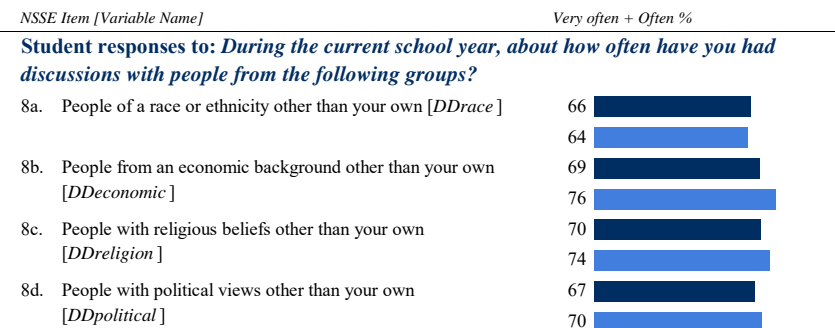 NSSE Item [Variable Name] Very often + Often %
Student responses to: During the current school year, about how often have you had
discussions with people from the following groups?
8a. People of a race or ethnicity other than your own [DDrace ] 66
64
8b. People from an economic background other than your own 69
[DDeconomic ] 76
8c. People with religious beliefs other than your own 70
[DDreligion ] 74
8d. People with political views other than your own 67
[DDpolitical ] 70